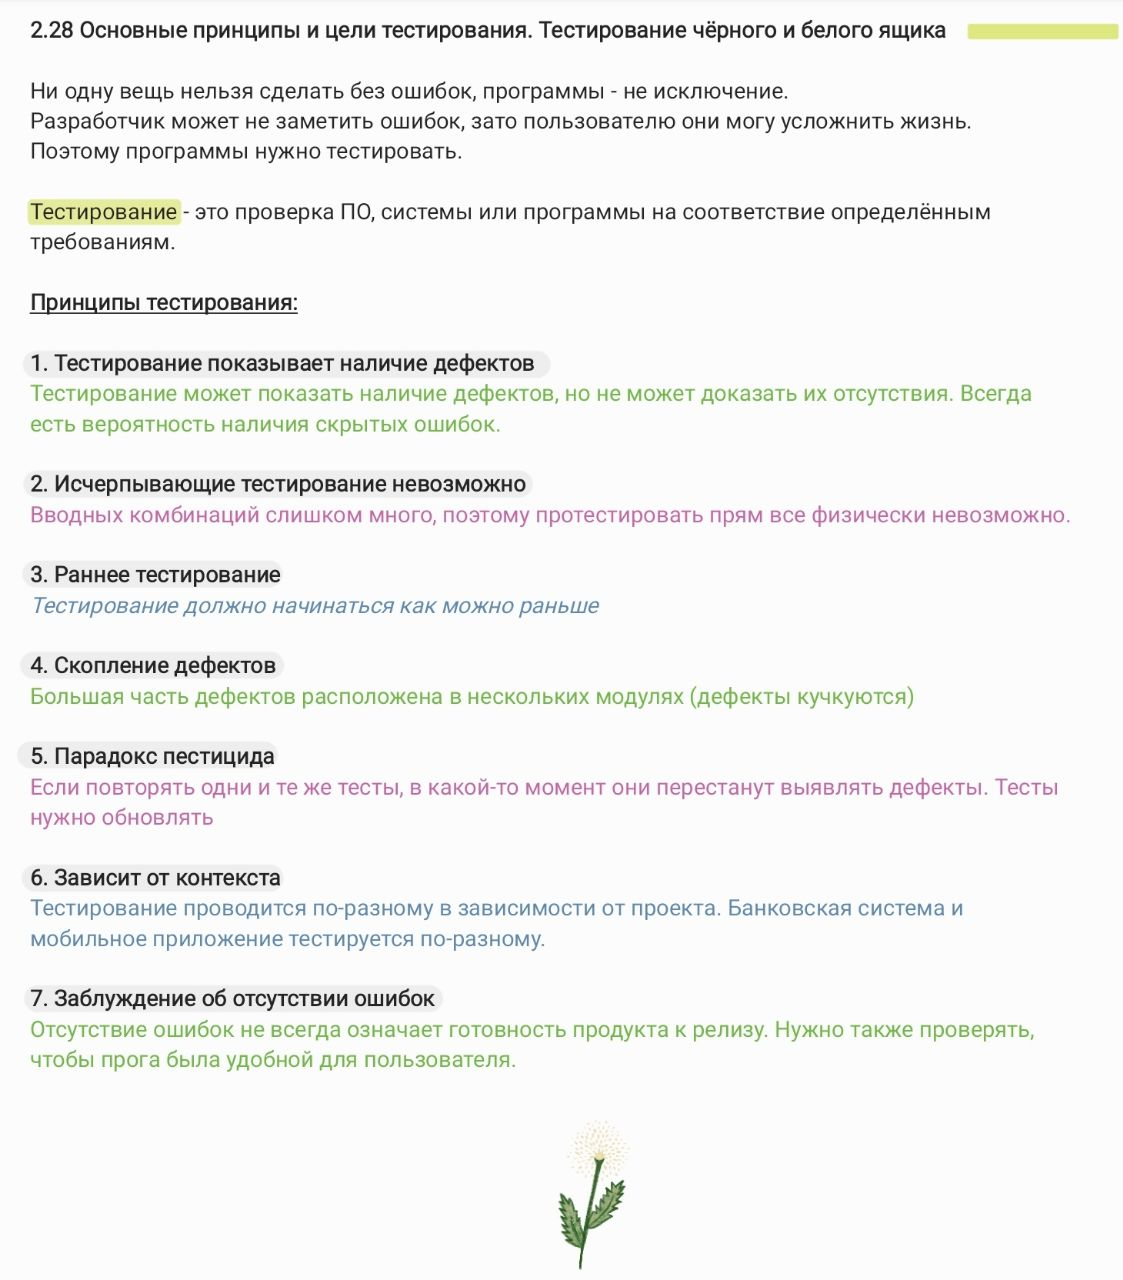 2.28 Основные принципы и цели тестирования. Тестирование чёрного и белого ящика
Ни одну вещь нельзя сделать без ошибок, программы - не исключение.
Разработчик может не заметить ошибок, зато пользователю они могу усложнить жизнь.
Поэтому программы нужно тестировать.
Тестирование - это проверка ПО, системы или программы на соответствие определённым
требованиям.
Принципы тестирования:
1. Тестирование показывает наличие дефектов
Тестирование может показать наличие дефектов, но не может доказать их отсутствия. Всегда
есть вероятность наличия скрытых ошибок.
2. Исчерпывающие тестирование невозможно
Вводных комбинаций слишком много, поэтому протестировать прям все физически невозможно.
3. Раннее тестирование
Тестирование должно начинаться как можно раньше
4. Скопление дефектов
Большая часть дефектов расположена в нескольких модулях (дефекты кучкуются)
5. Парадокс пестицида
Если повторять одни и те же тесты, в какой-то момент они перестанут выявлять дефекты. Тесты
нужно обновлять
6. Зависит от контекста
Тестирование проводится по-разному в зависимости от проекта. Банковская система и
мобильное приложение тестируется по-разному.
7. Заблуждение об отсутствии ошибок
Отсутствие ошибок не всегда означает готовность продукта к релизу. Нужно также проверять,
чтобы прога была удобной для пользователя.